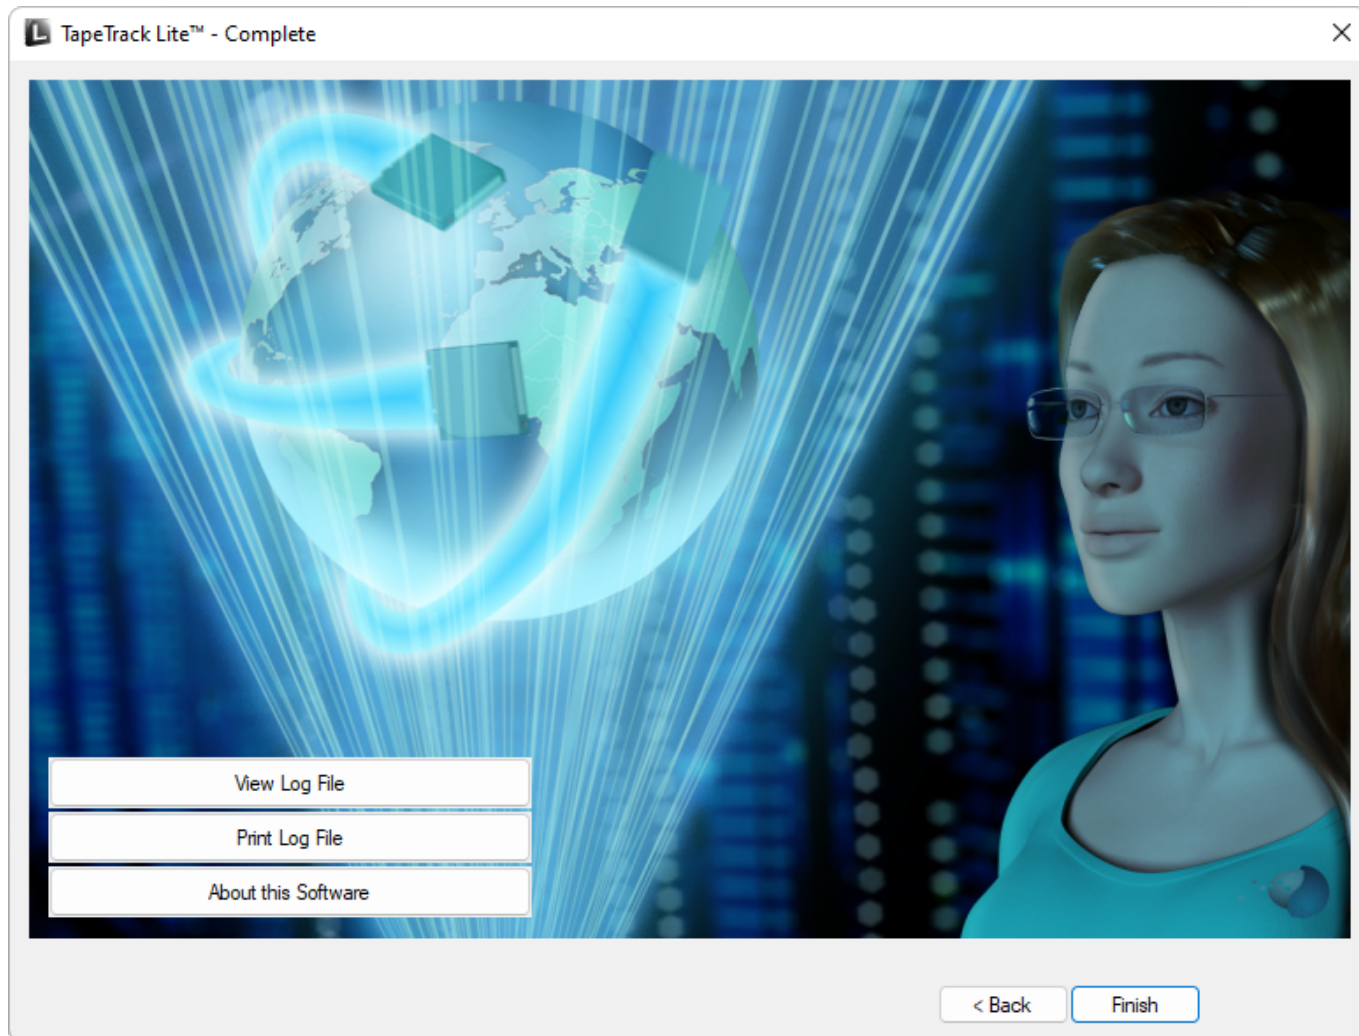 TapeTrack Lite™ - Complete
View Log File
Print Log File
About this Software
< Back
Finish